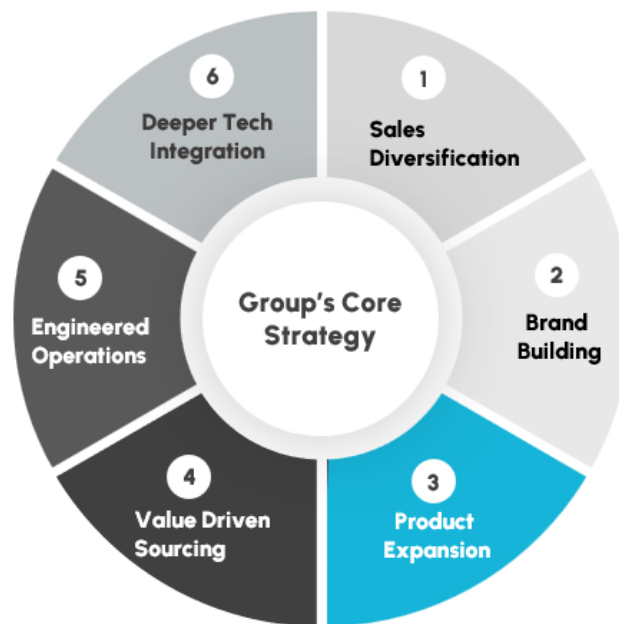 Group's Core
Strategy
1
Sales
Diversification
2
Brand
Building
3
Product
Expansion
4
Value Driven
Sourcing
5
Engineered
Operations
6
Deeper Tech
Integration